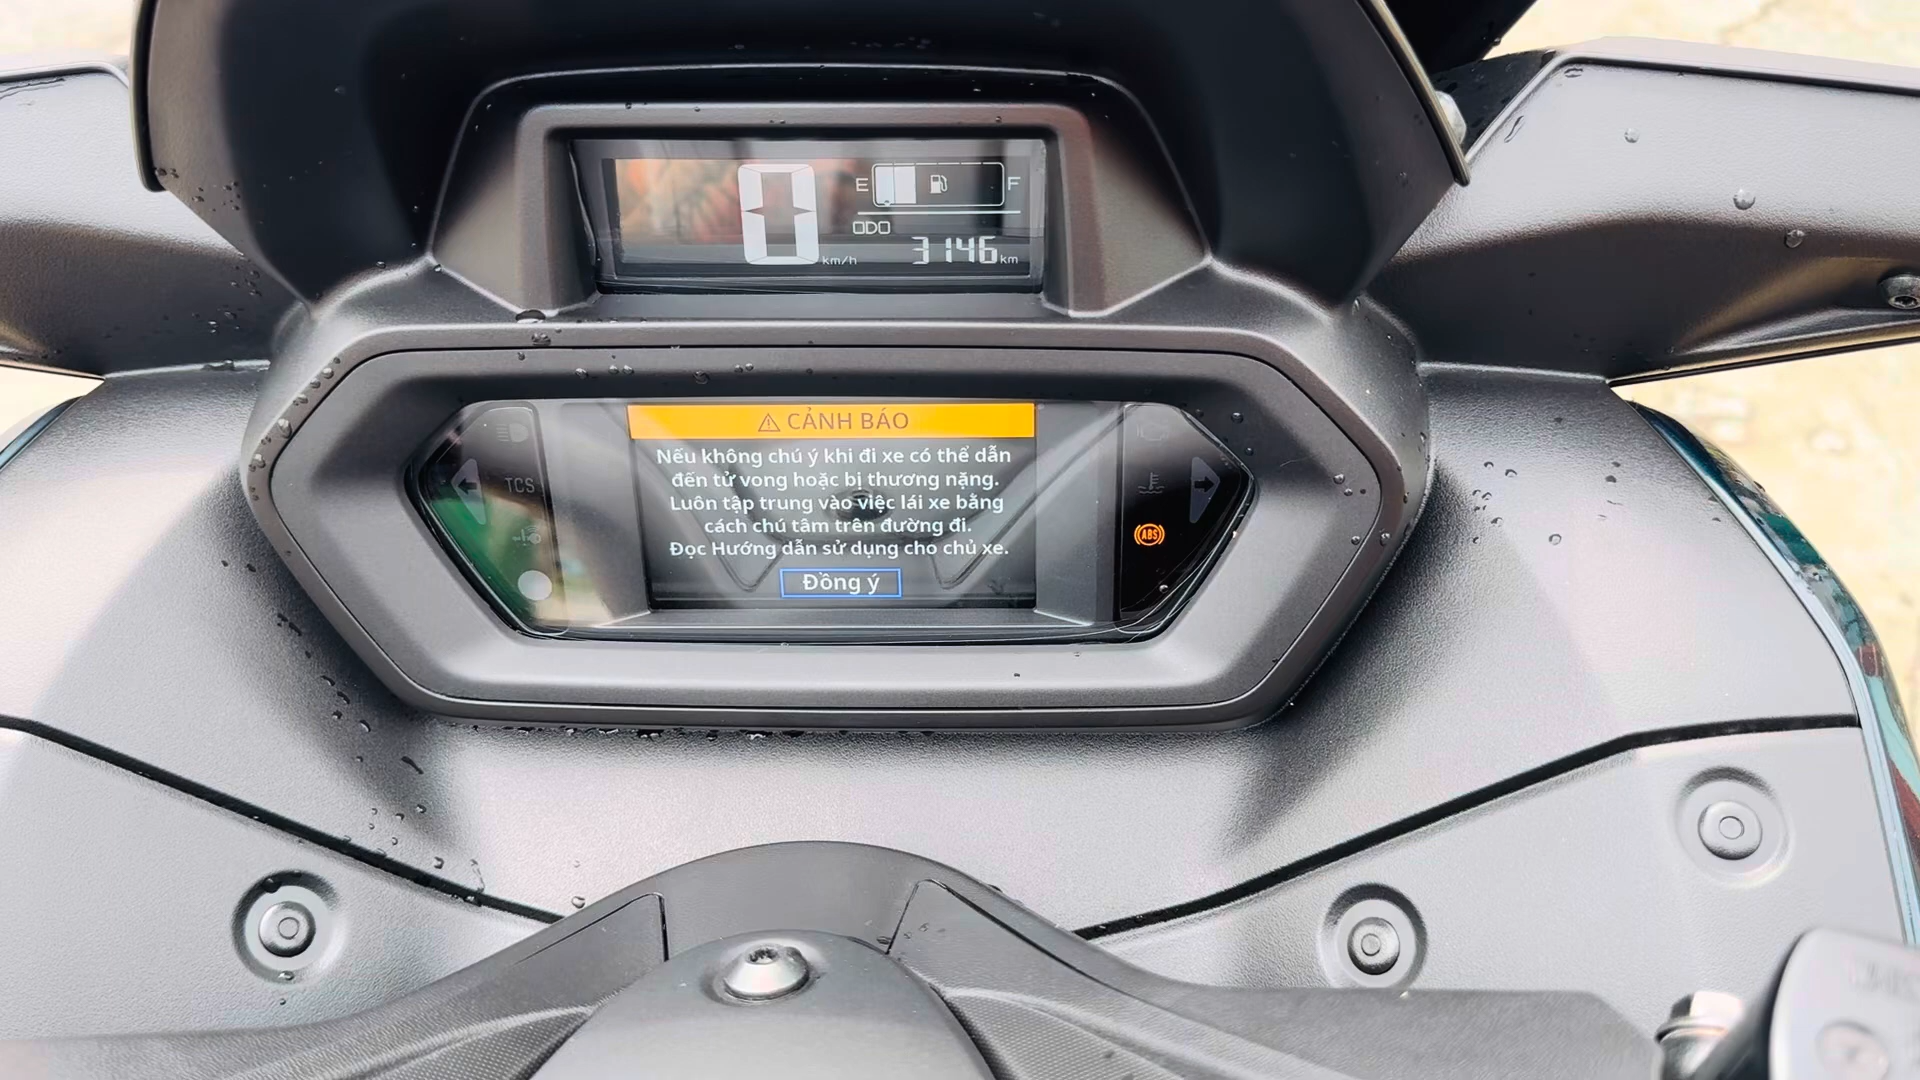 0
km/h
E F
ODO
3146 km
⚠ CẢNH BÁO
Nếu không chú ý khi đi xe có thể dẫn
đến tử vong hoặc bị thương nặng.
Luôn tập trung vào việc lái xe bằng
cách chú tâm trên đường đi.
Đọc Hướng dẫn sử dụng cho chủ xe.
Đồng ý
TCS
ABS